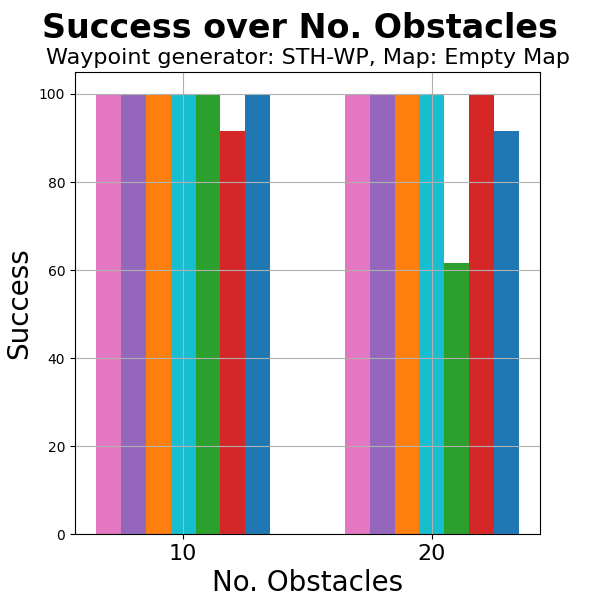 Success over No. Obstacles
Waypoint generator: STH-WP, Map: Empty Map
100
80
60
40
20
0
Success
10 20
No. Obstacles